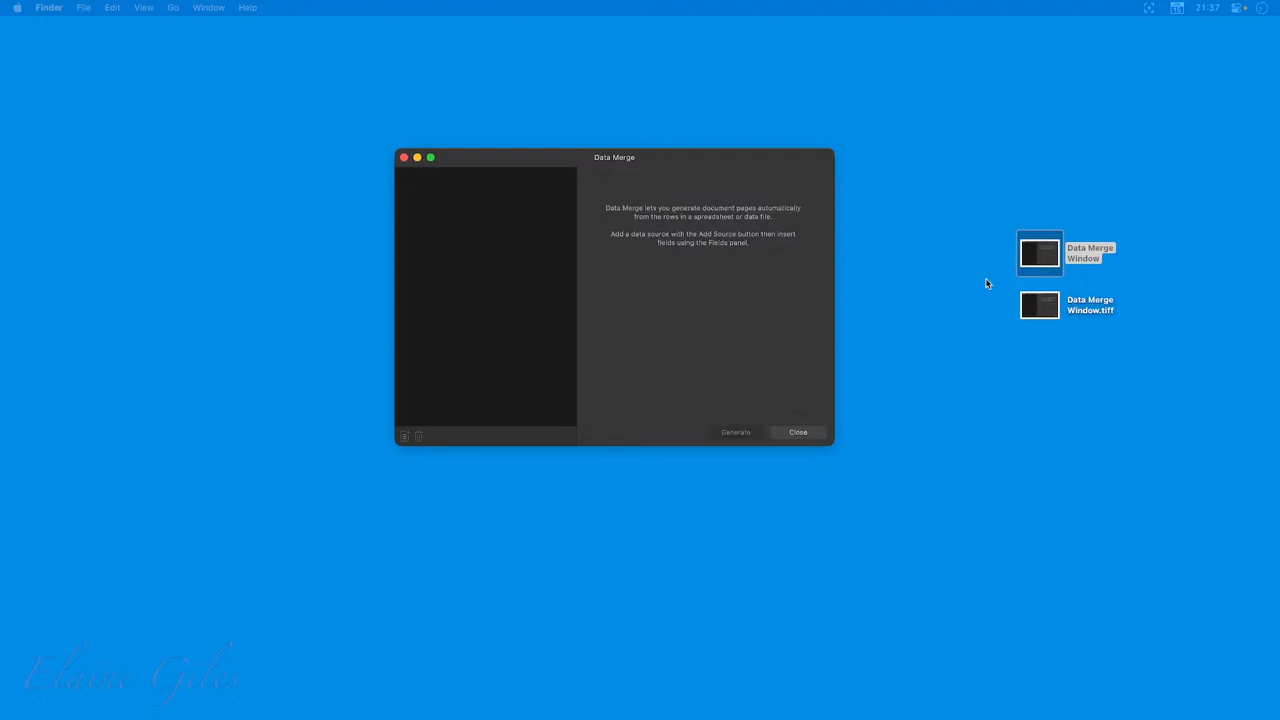 Finder File Edit View Go Window Help 21:37
Data Merge
Data Merge lets you generate document pages automatically
from the rows in a spreadsheet or data file.
Add a data source with the Add Source button then insert
fields using the Fields panel.
Generate Close
Data Merge
Window
Data Merge
Window.tiff
Elaine Giles